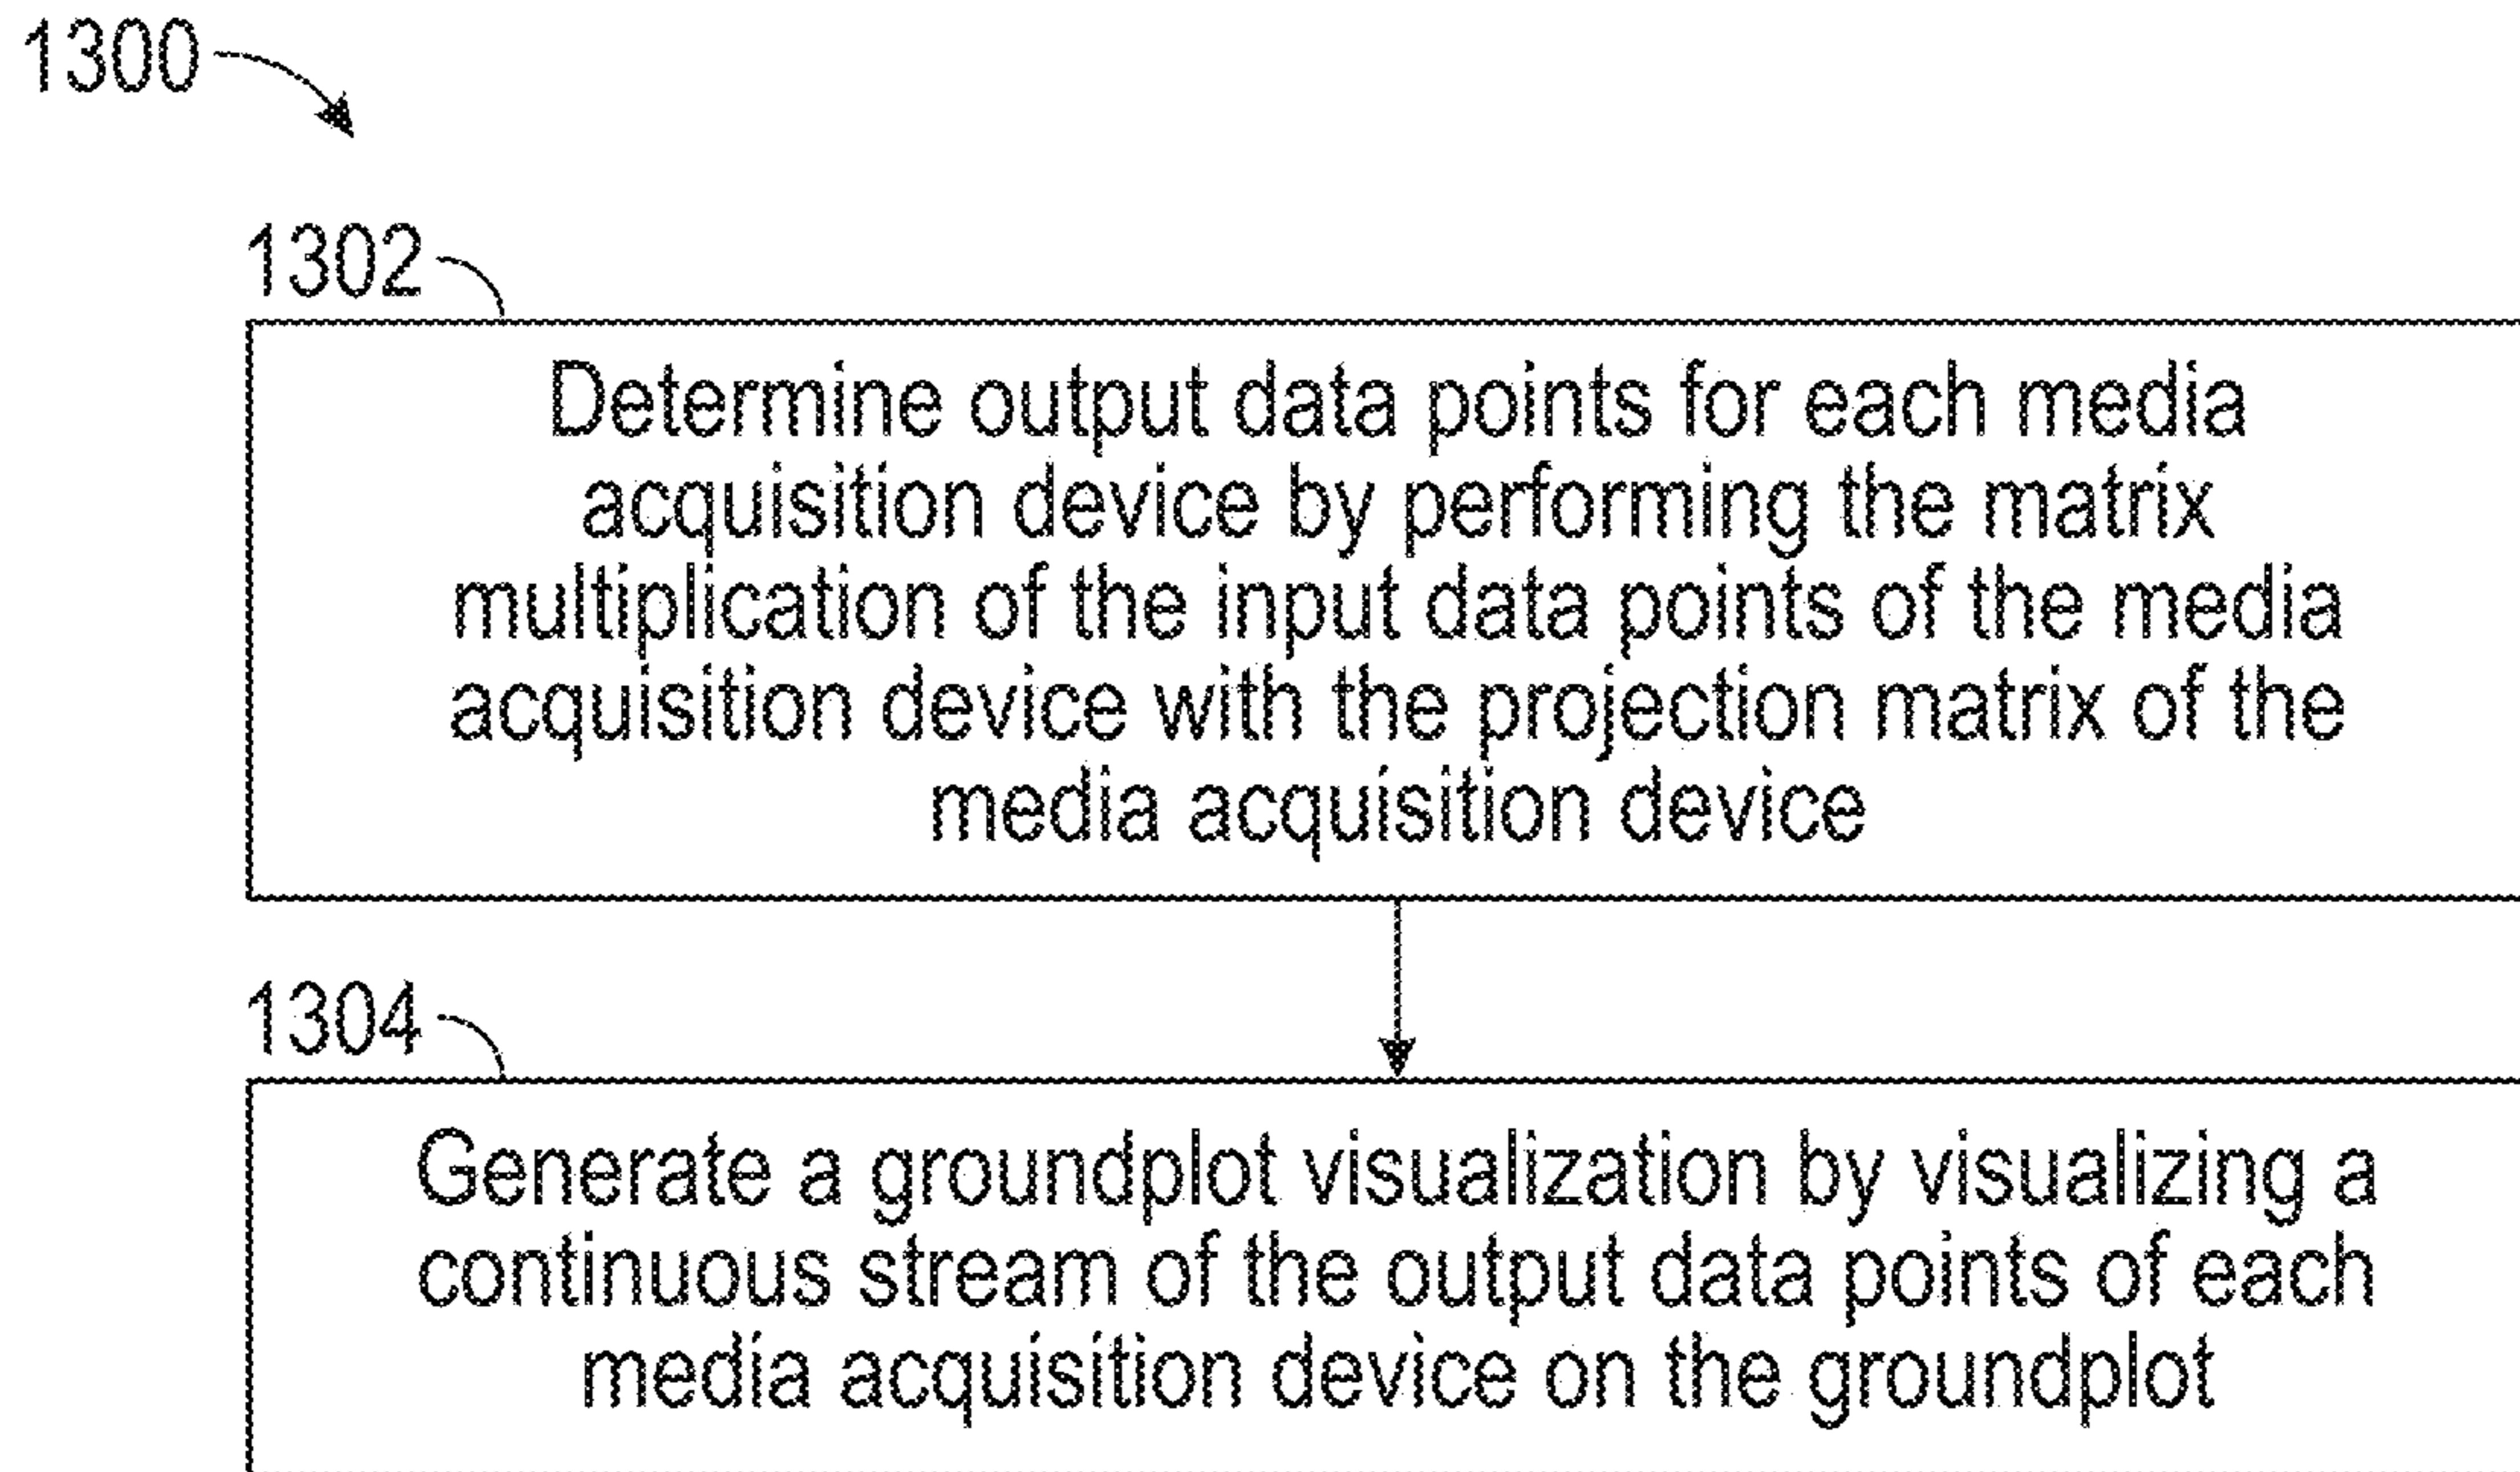 1300
1302
Determine output data points for each media
acquisition device by performing the matrix
multiplication of the input data points of the media
acquisition device with the projection matrix of the
media acquisition device
1304
Generate a groundplot visualization by visualizing a
continuous stream of the output data points of each
media acquisition device on the groundplot